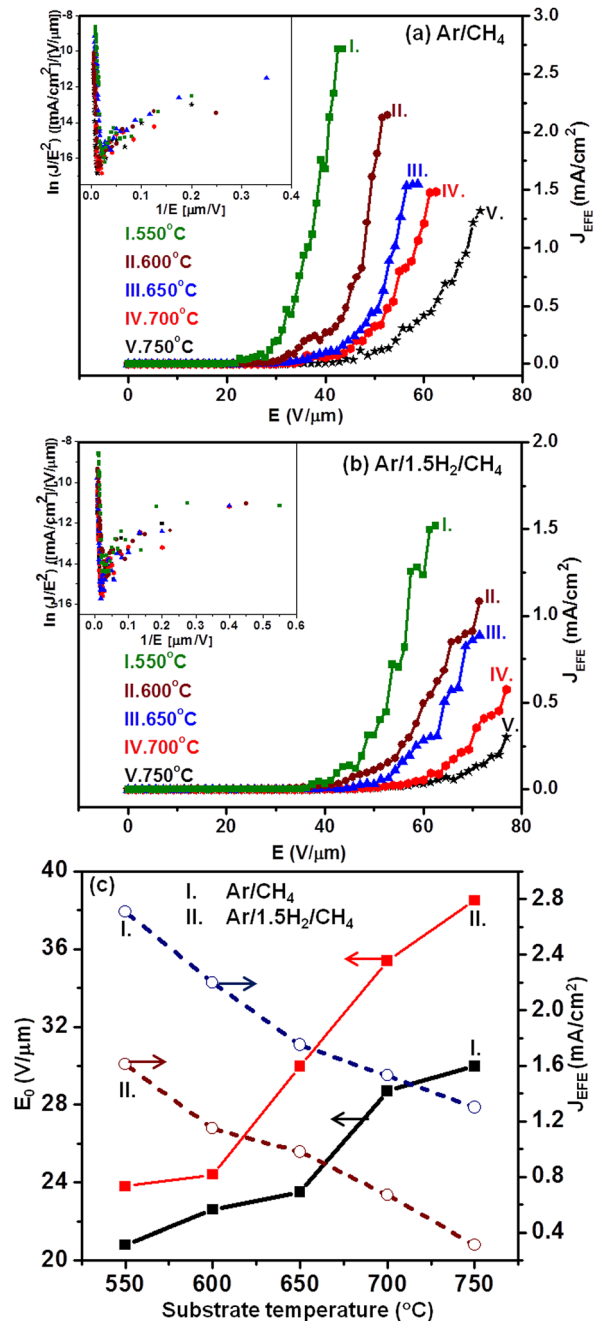 (a) Ar/CH4
I.
II.
III.
IV.
V.
ln (J/E2) ([mA/cm2]/[V/µm])
-8
10
12
14
16
0.0 0.1 0.2 0.3 0.4
1/E [µm/V]
I.550°C
II.600°C
III.650°C
IV.700°C
V.750°C
3.0
2.5
2.0
1.5
1.0
0.5
0.0
JEFE (mA/cm2)
0 20 40 60 80
E (V/µm)
(b) Ar/1.5H2/CH4
I.
II.
III.
IV.
V.
ln (J/E2) ([mA/cm2]/[V/µm])
-8
10
12
14
16
0.0 0.1 0.2 0.3 0.4 0.5 0.6
1/E [µm/V]
I.550°C
II.600°C
III.650°C
IV.700°C
V.750°C
2.0
1.5
1.0
0.5
0.0
JEFE (mA/cm2)
0 20 40 60 80
E (V/µm)
(c)
I. Ar/CH4
II. Ar/1.5H2/CH4
I.
II.
II.
I.
40
36
32
28
24
20
E0 (V/µm)
2.8
2.4
2.0
1.6
1.2
0.8
0.4
JEFE (mA/cm2)
550 600 650 700 750
Substrate temperature (°C)